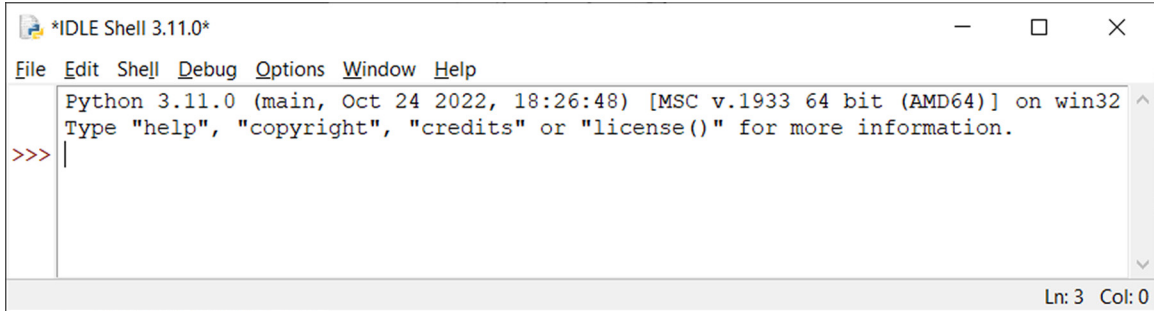 *IDLE Shell 3.11.0*
File Edit Shell Debug Options Window Help
Python 3.11.0 (main, Oct 24 2022, 18:26:48) [MSC v.1933 64 bit (AMD64)] on win32
Type "help", "copyright", "credits" or "license()" for more information.
>>>
Ln: 3 Col: 0